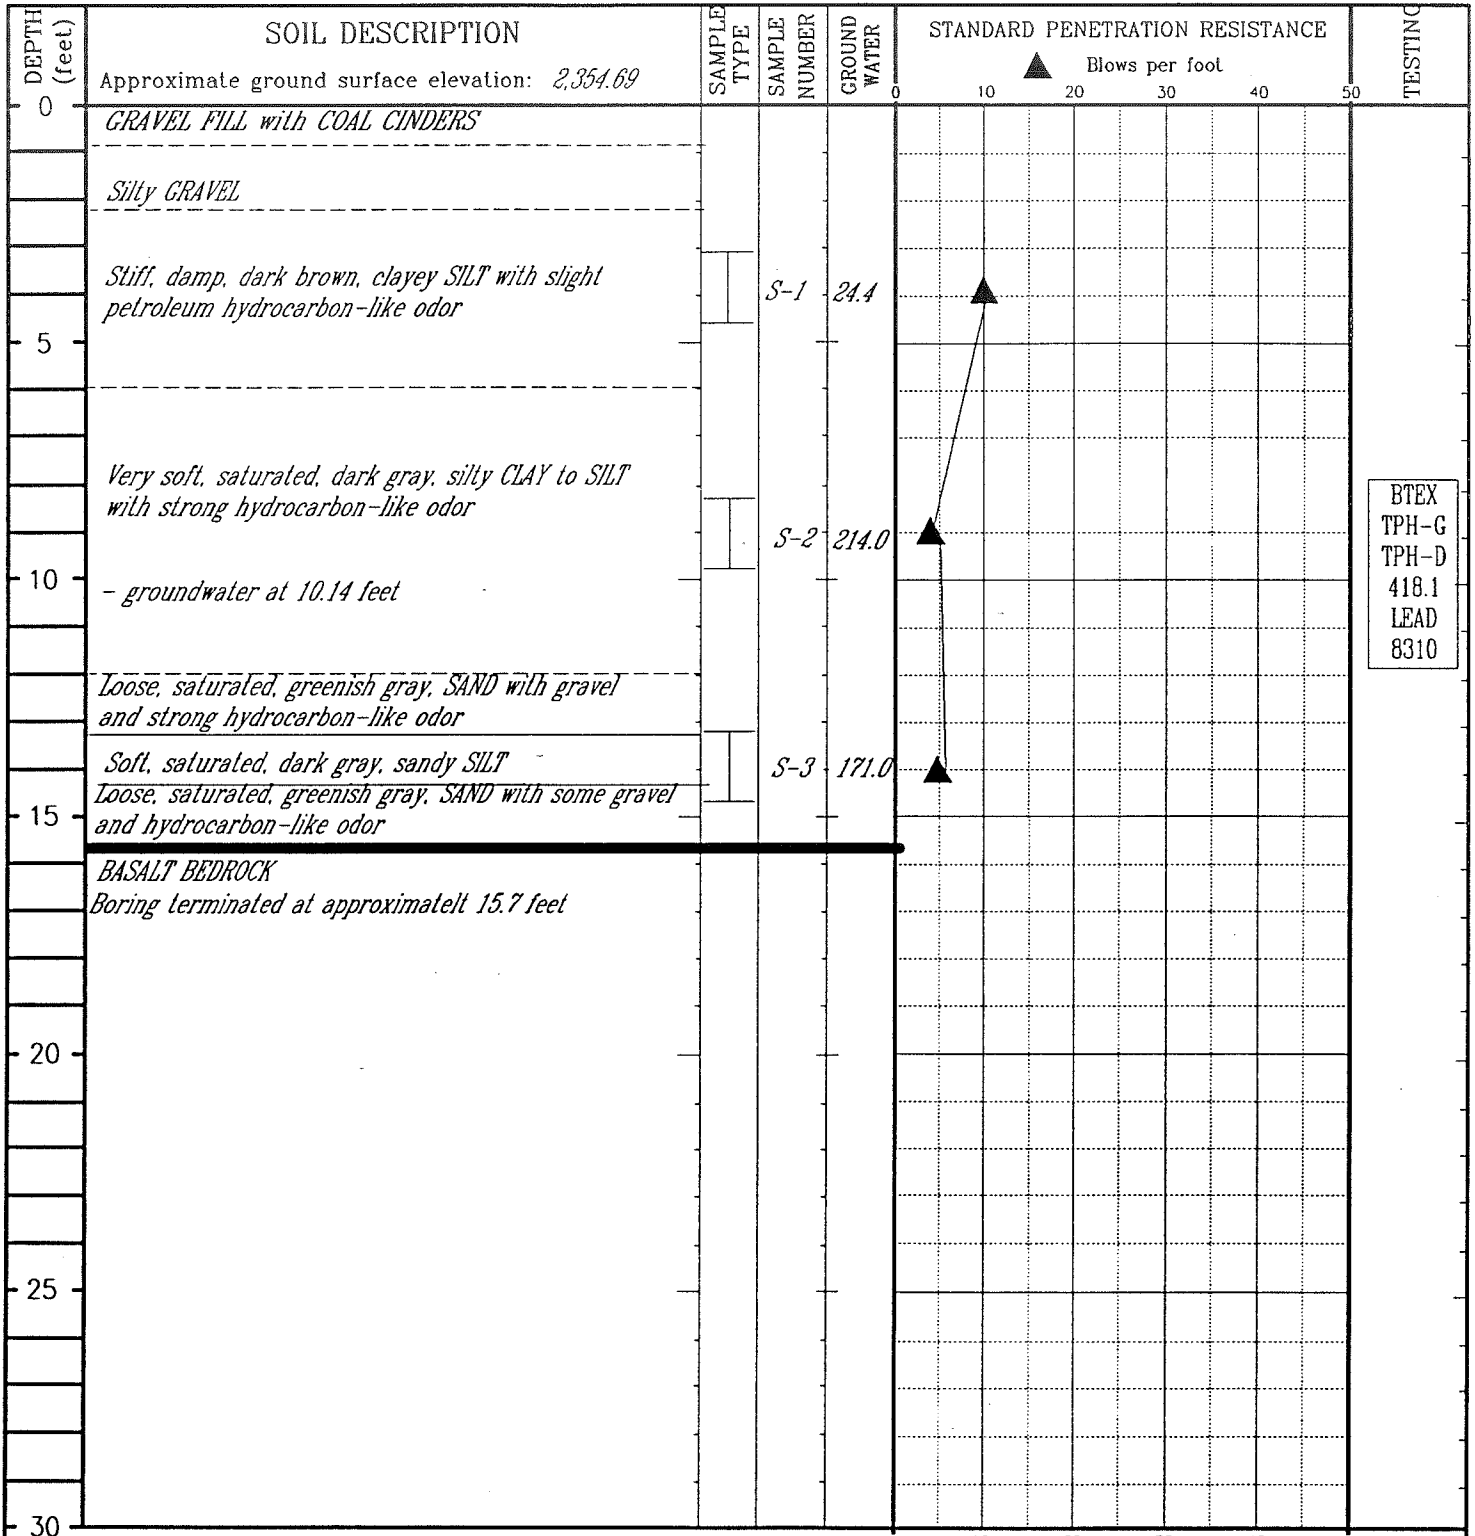 DEPTH
(feet)
SOIL DESCRIPTION
Approximate ground surface elevation: 2,354.69
SAMPLE
TYPE
SAMPLE
NUMBER
GROUND
WATER
STANDARD PENETRATION RESISTANCE
▲ Blows per foot
0 10 20 30 40 50
TESTING
0
GRAVEL FILL with COAL CINDERS
Silty GRAVEL
Stiff, damp, dark brown, clayey SILT with slight
petroleum hydrocarbon-like odor
S-1 24.4
5
Very soft, saturated, dark gray, silty CLAY to SILT
with strong hydrocarbon-like odor
S-2 214.0
BTEX
TPH-G
TPH-D
418.1
LEAD
8310
10
- groundwater at 10.14 feet
Loose, saturated, greenish gray, SAND with gravel
and strong hydrocarbon-like odor
Soft, saturated, dark gray, sandy SILT
S-3 171.0
Loose, saturated, greenish gray, SAND with some gravel
and hydrocarbon-like odor
15
BASALT BEDROCK
Boring terminated at approximatelt 15.7 feet
20
25
30